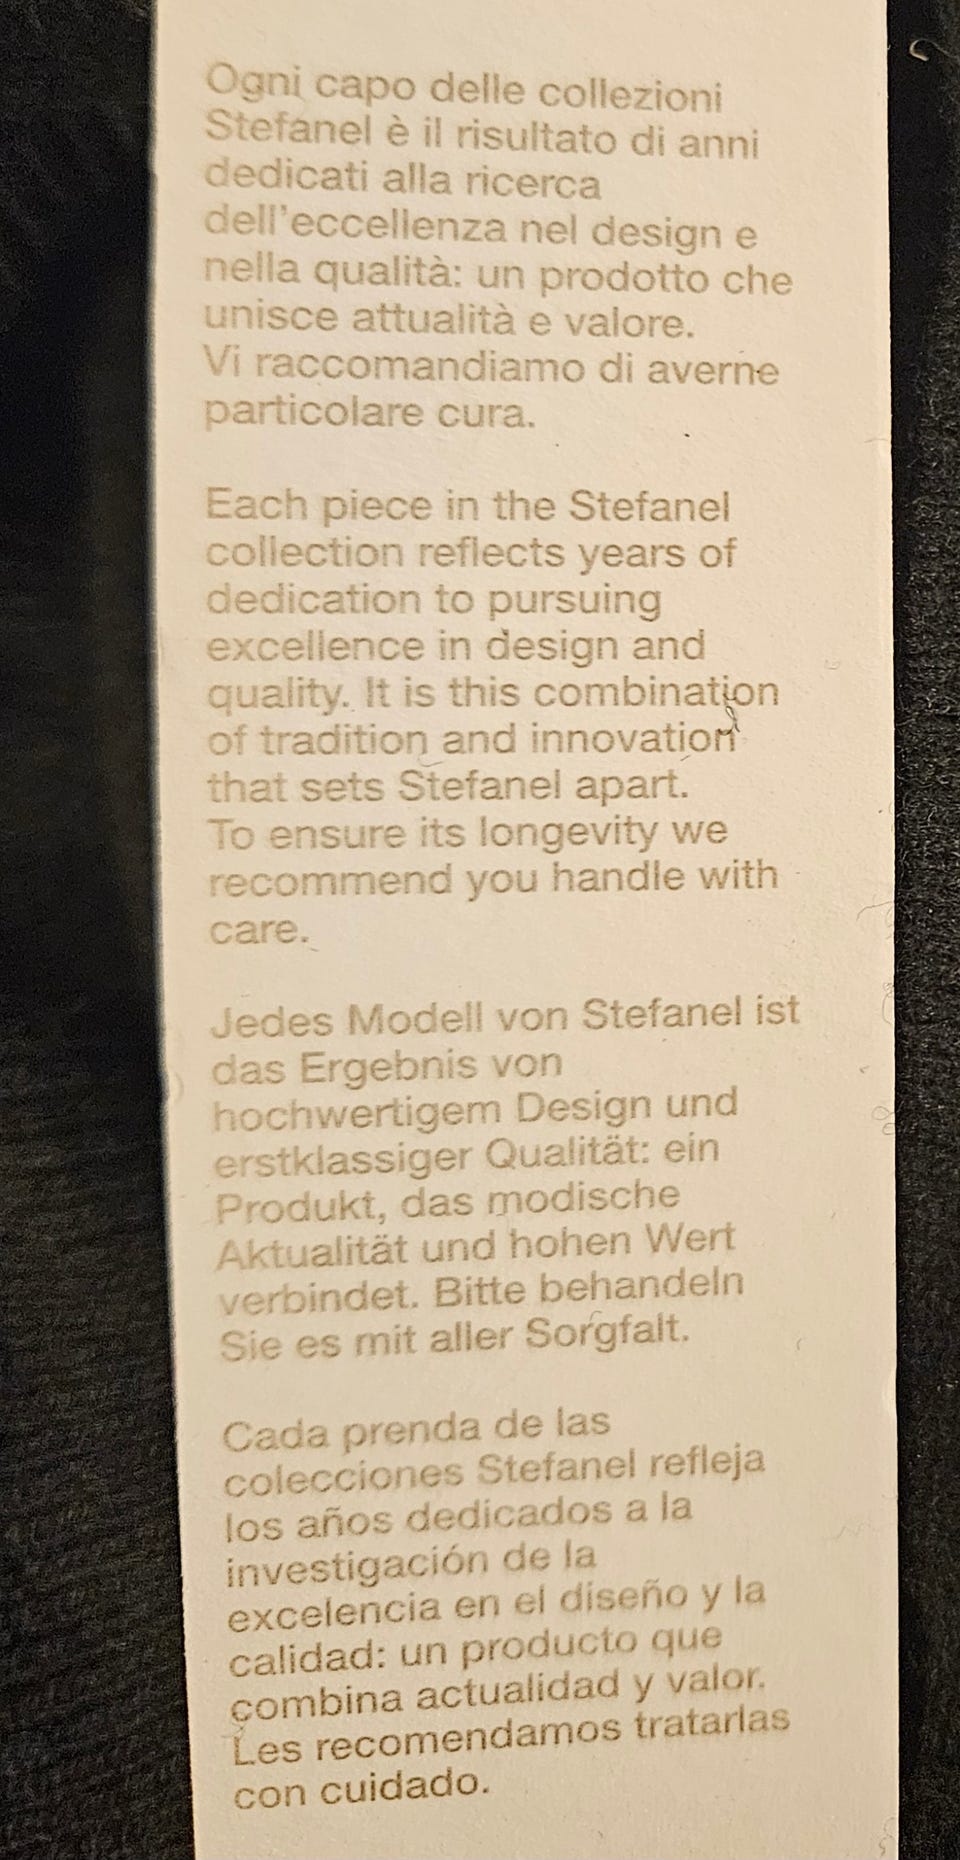 Ogni capo delle collezioni
Stefanel è il risultato di anni
dedicati alla ricerca
dell'eccellenza nel design e
nella qualità: un prodotto che
unisce attualità e valore.
Vi raccomandiamo di averne
particolare cura.
Each piece in the Stefanel
collection reflects years of
dedication to pursuing
excellence in design and
quality. It is this combination
of tradition and innovation
that sets Stefanel apart.
To ensure its longevity we
recommend you handle with
care.
Jedes Modell von Stefanel ist
das Ergebnis von
hochwertigem Design und
erstklassiger Qualität: ein
Produkt, das modische
Aktualität und hohen Wert
verbindet. Bitte behandeln
Sie es mit aller Sorgfalt.
Cada prenda de las
colecciones Stefanel refleja
los años dedicados a la
investigación de la
excelencia en el diseño y la
calidad: un producto que
combina actualidad y valor.
Les recomendamos tratarlas
con cuidado.